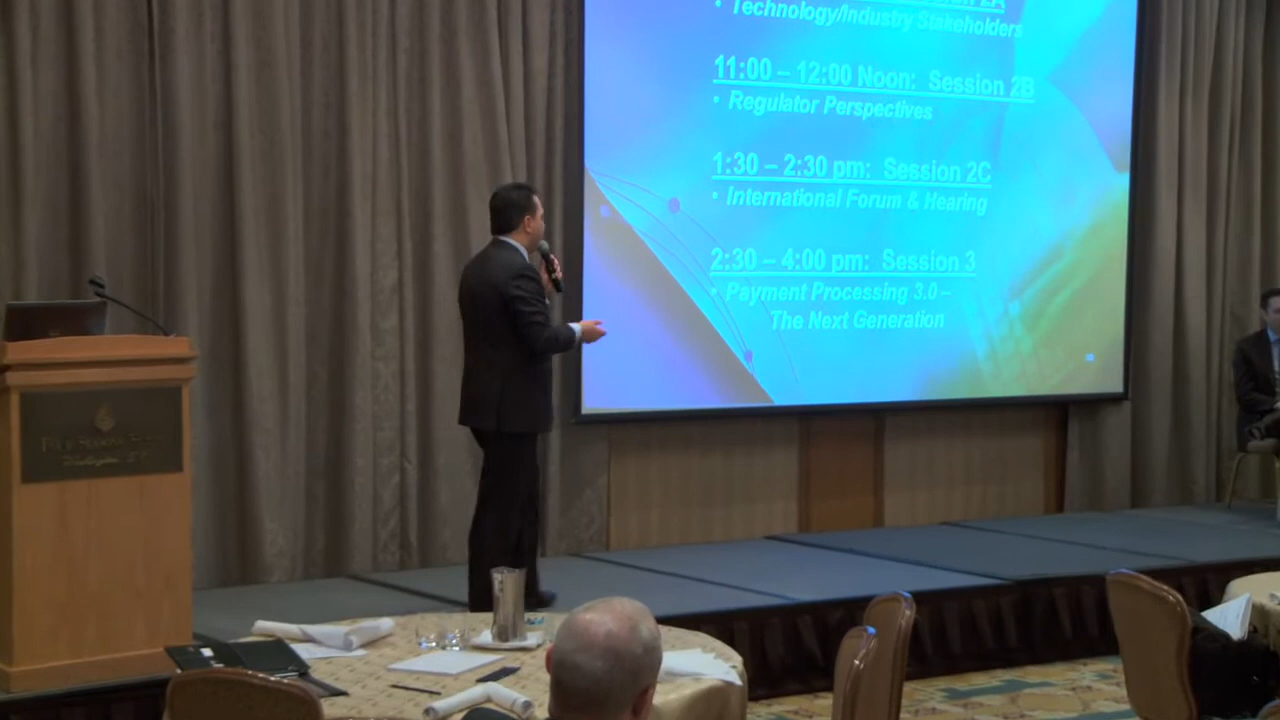 • Technology/Industry Stakeholders
11:00 – 12:00 Noon: Session 2B
• Regulator Perspectives
1:30 – 2:30 pm: Session 2C
• International Forum & Hearing
2:30 – 4:00 pm: Session 3
• Payment Processing 3.0 –
The Next Generation